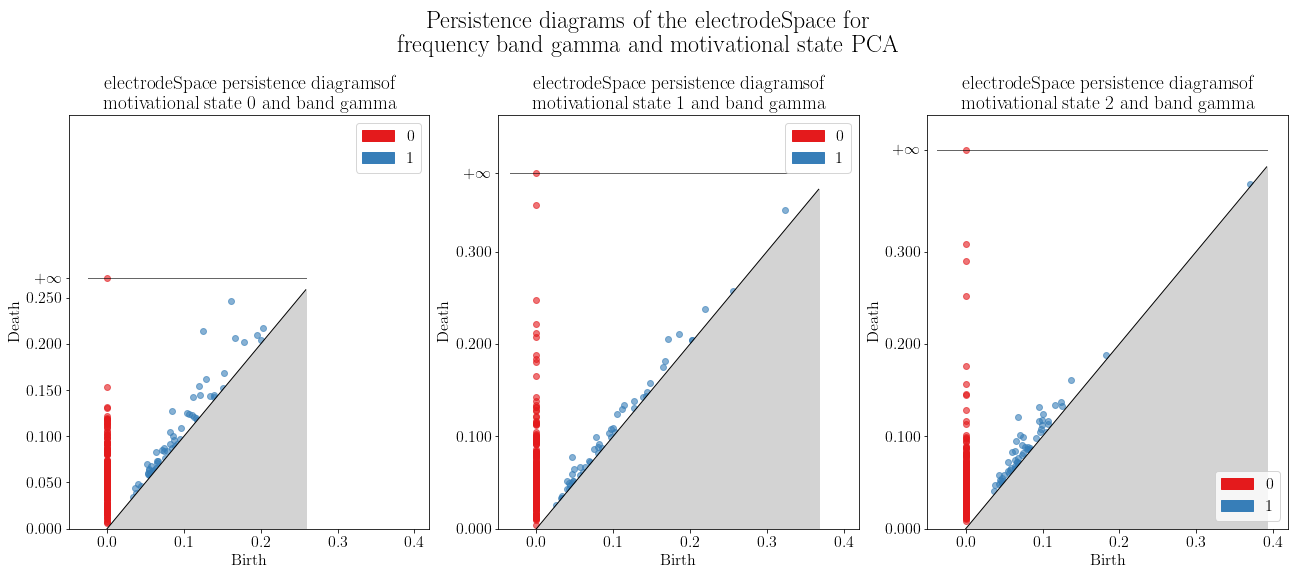 Persistence diagrams of the electrodeSpace for
frequency band gamma and motivational state PCA
electrodeSpace persistence diagramsof
motivational state 0 and band gamma
0
1
+∞
0.250
0.200
0.150
0.100
0.050
0.000
Death
0.0 0.1 0.2 0.3 0.4
Birth
electrodeSpace persistence diagramsof
motivational state 1 and band gamma
0
1
+∞
0.300
0.200
0.100
0.000
Death
0.0 0.1 0.2 0.3 0.4
Birth
electrodeSpace persistence diagramsof
motivational state 2 and band gamma
+∞
0.300
0.200
0.100
0.000
Death
0
1
0.0 0.1 0.2 0.3 0.4
Birth